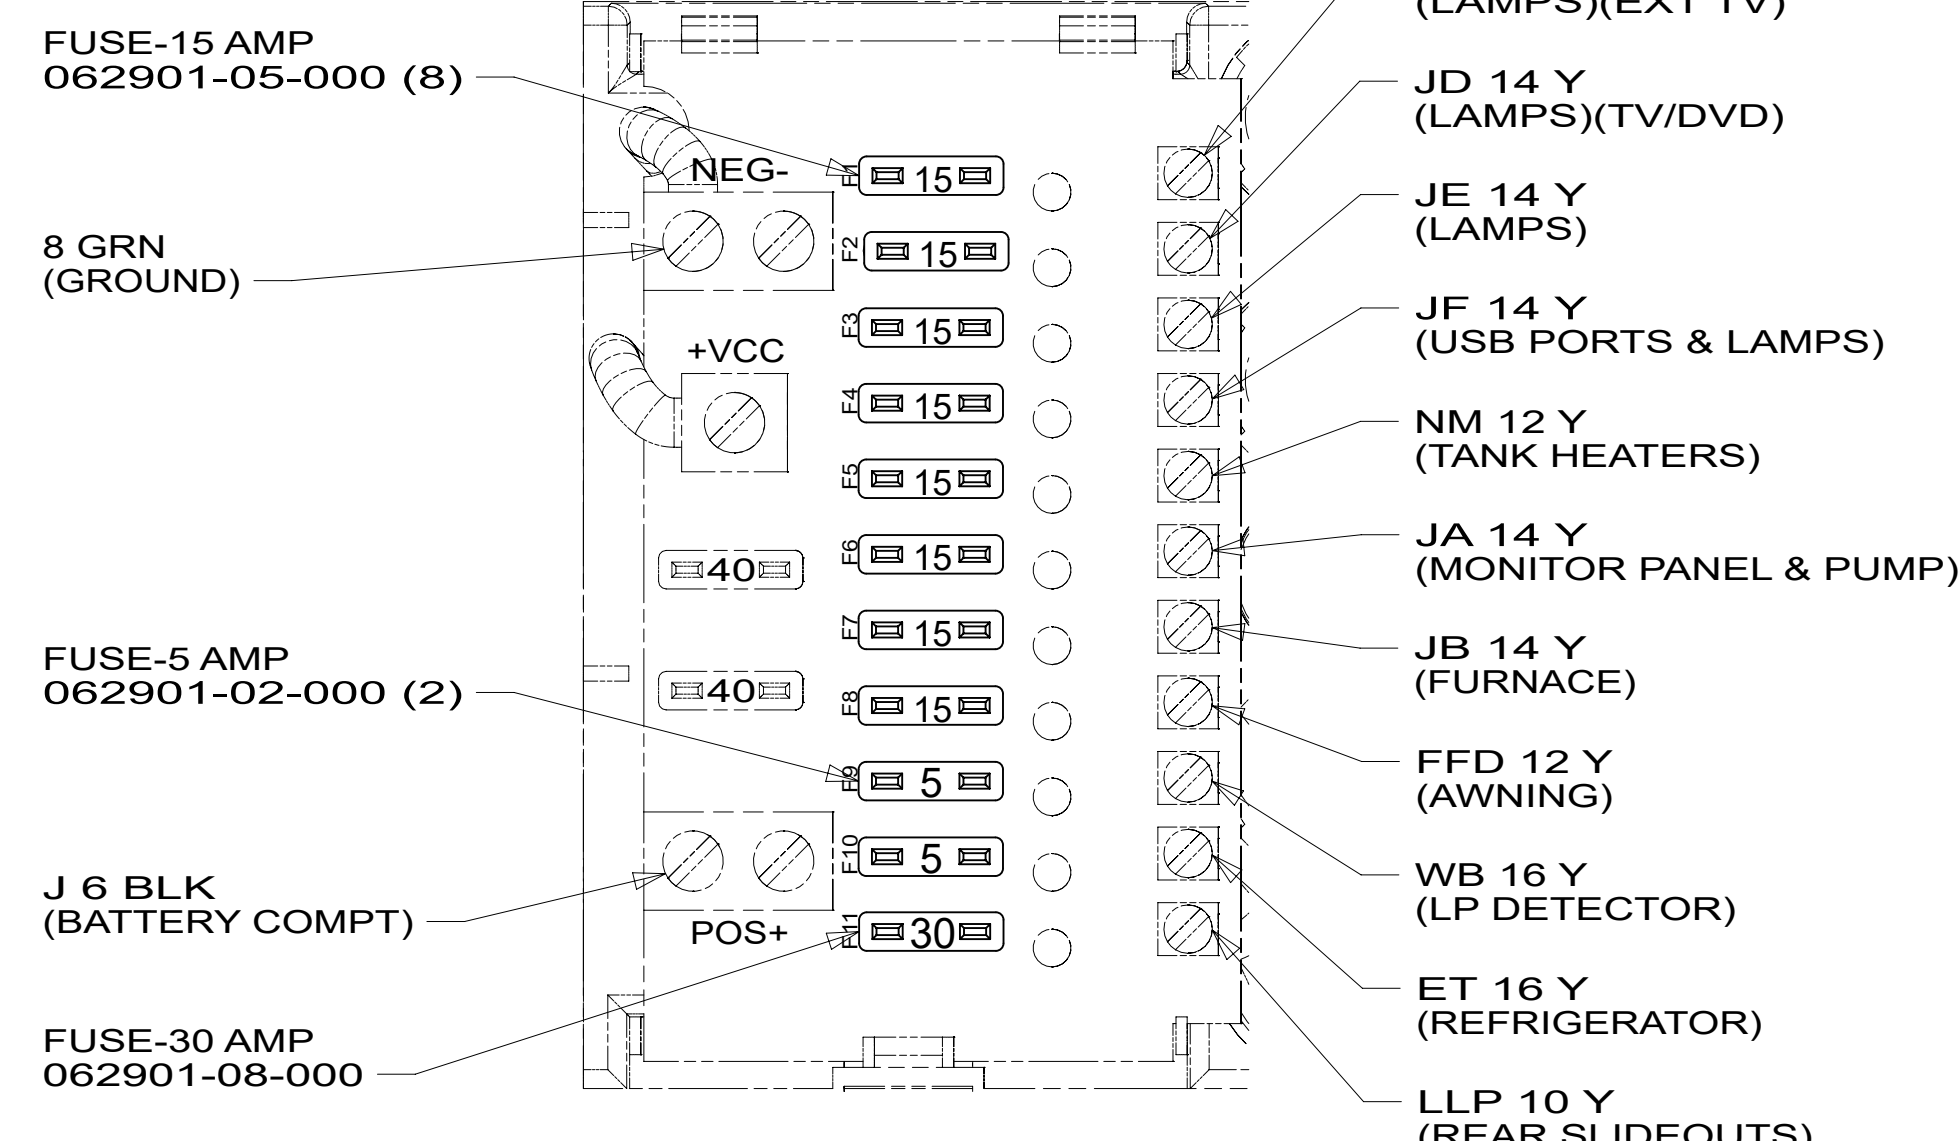 FUSE-15 AMP
062901-05-000 (8)
8 GRN
(GROUND)
FUSE-5 AMP
062901-02-000 (2)
J 6 BLK
(BATTERY COMPT)
FUSE-30 AMP
062901-08-000
NEG-
+VCC
40
40
POS+
F1 15
F2 15
F3 15
F4 15
F5 15
F6 15
F7 15
F8 15
F9 5
F10 5
F11 30
(LAMPS)(EXT TV)
JD 14 Y
(LAMPS)(TV/DVD)
JE 14 Y
(LAMPS)
JF 14 Y
(USB PORTS & LAMPS)
NM 12 Y
(TANK HEATERS)
JA 14 Y
(MONITOR PANEL & PUMP)
JB 14 Y
(FURNACE)
FFD 12 Y
(AWNING)
WB 16 Y
(LP DETECTOR)
ET 16 Y
(REFRIGERATOR)
LLP 10 Y
(REAR SLIDEOUTS)